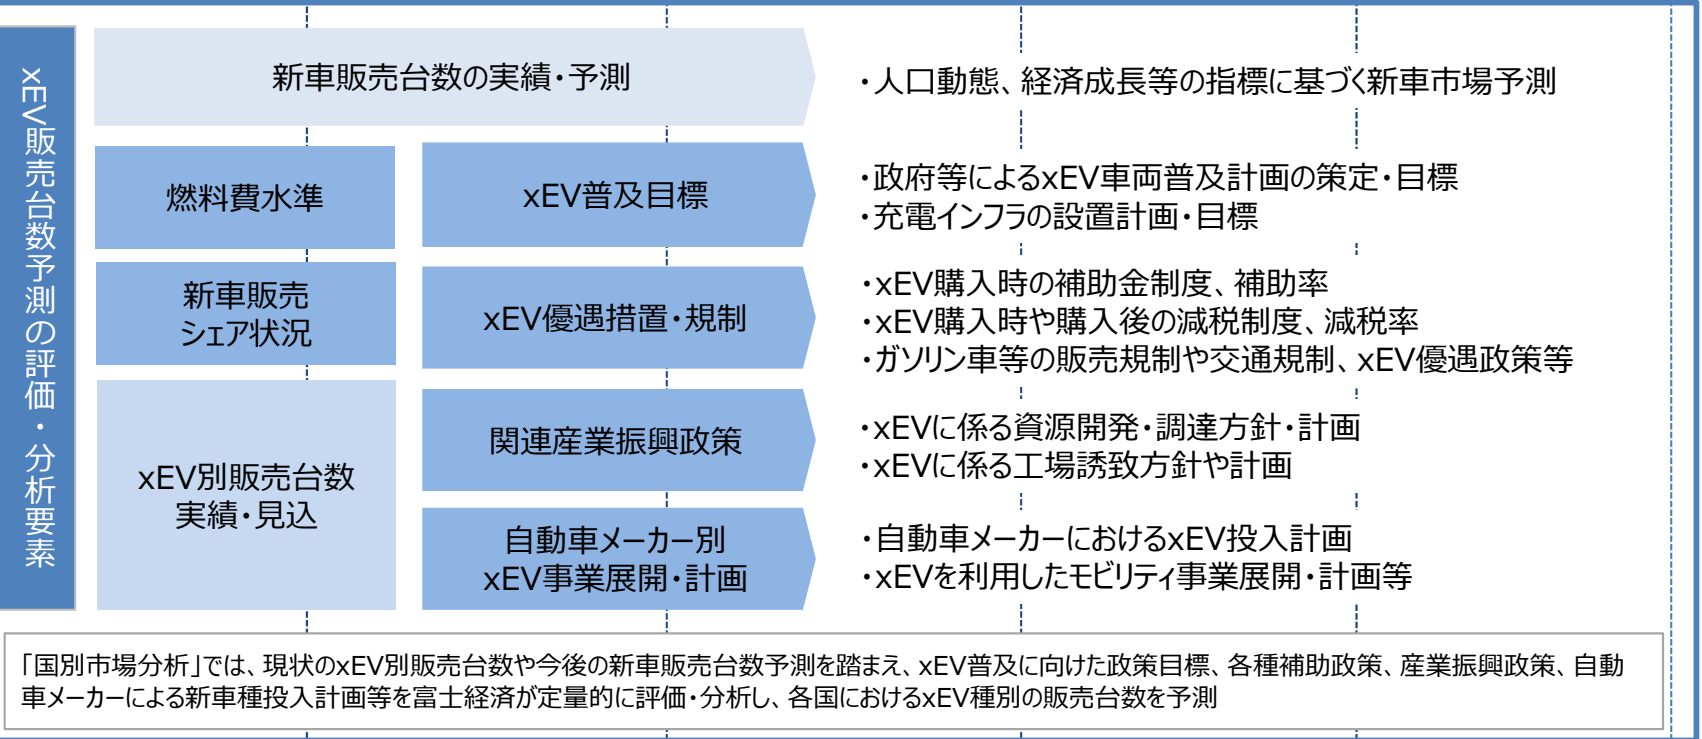 xEV販売台数予測の評価・分析要素
新車販売台数の実績・予測
・人口動態、経済成長等の指標に基づく新車市場予測
燃料費水準
xEV普及目標
・政府等によるxEV車両普及計画の策定・目標
・充電インフラの設置計画・目標
新車販売
シェア状況
xEV優遇措置・規制
・xEV購入時の補助金制度、補助率
・xEV購入時や購入後の減税制度、減税率
・ガソリン車等の販売規制や交通規制、xEV優遇政策等
xEV別販売台数
実績・見込
関連産業振興政策
・xEVに係る資源開発・調達方針・計画
・xEVに係る工場誘致方針や計画
自動車メーカー別
xEV事業展開・計画
・自動車メーカーにおけるxEV投入計画
・xEVを利用したモビリティ事業展開・計画等
「国別市場分析」では、現状のxEV別販売台数や今後の新車販売台数予測を踏まえ、xEV普及に向けた政策目標、各種補助政策、産業振興政策、自動
車メーカーによる新車種投入計画等を富士経済が定量的に評価・分析し、各国におけるxEV種別の販売台数を予測